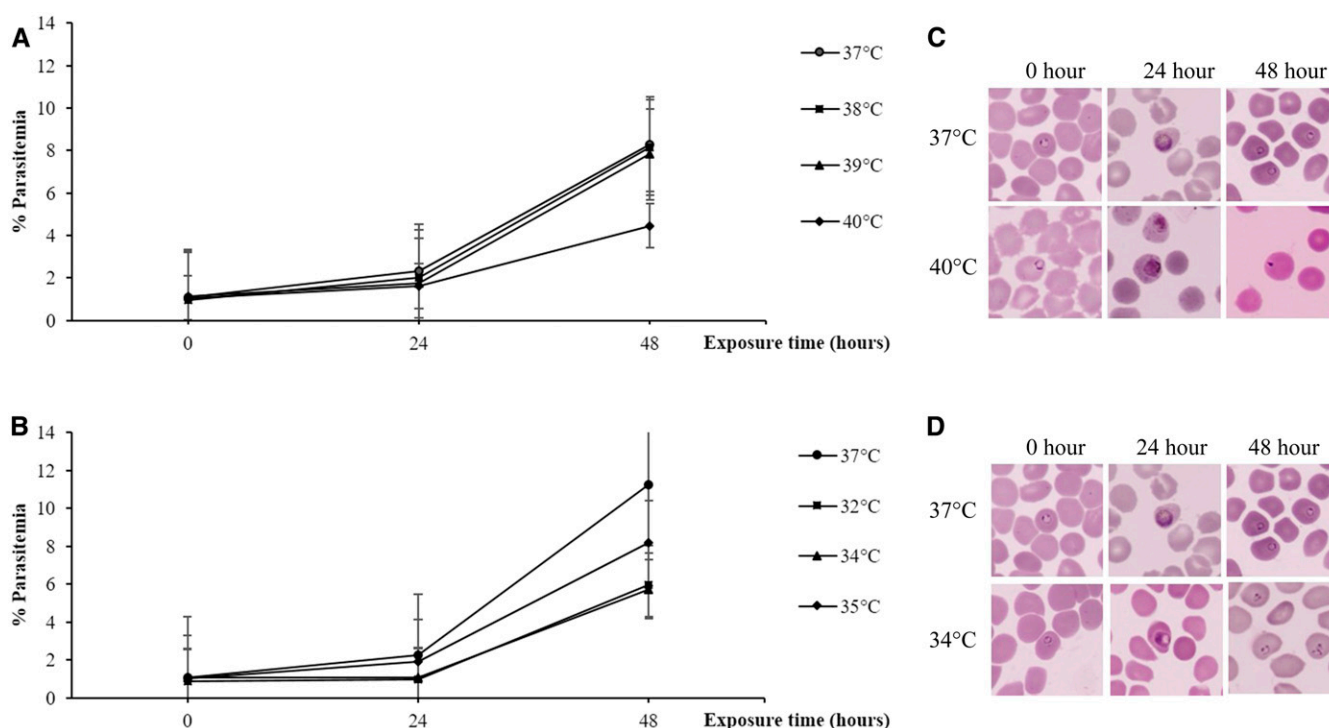 A
% Parasitemia
14
12
10
8
6
4
2
0
0
24
48
Exposure time (hours)
37°C
38°C
39°C
40°C
C
0 hour
24 hour
48 hour
37°C
40°C
B
% Parasitemia
14
12
10
8
6
4
2
0
0
24
48
Exposure time (hours)
37°C
32°C
34°C
35°C
D
0 hour
24 hour
48 hour
37°C
34°C